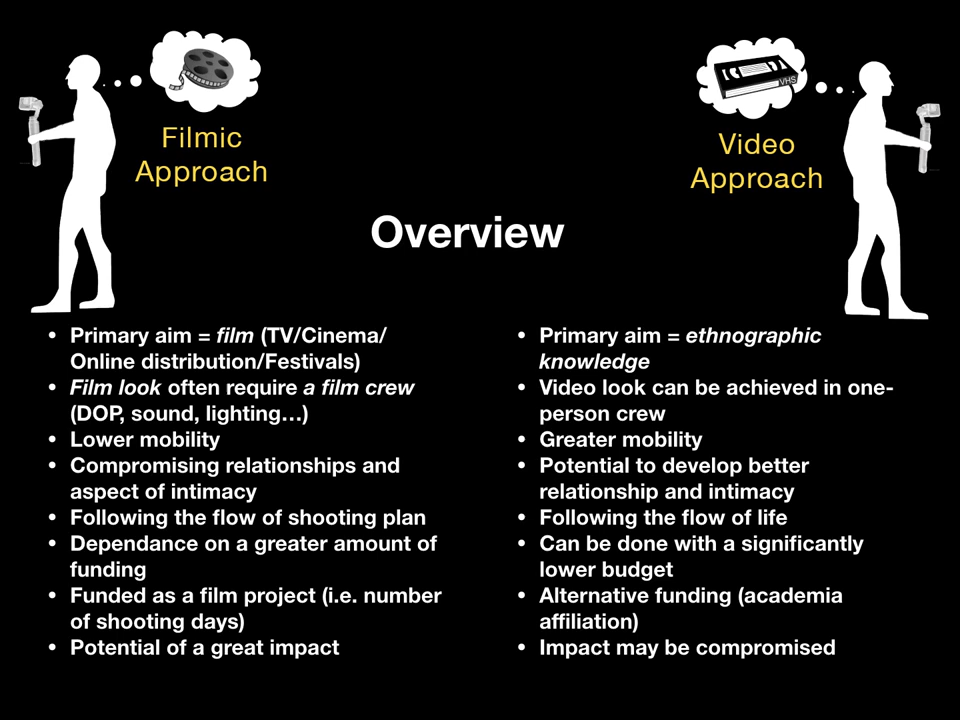 VHS
Filmic
Approach
Video
Approach
Overview
• Primary aim = film (TV/Cinema/
Online distribution/Festivals)
• Film look often require a film crew
(DOP, sound, lighting…)
• Lower mobility
• Compromising relationships and
aspect of intimacy
• Following the flow of shooting plan
• Dependance on a greater amount of
funding
• Funded as a film project (i.e. number
of shooting days)
• Potential of a great impact
• Primary aim = ethnographic
knowledge
• Video look can be achieved in one-
person crew
• Greater mobility
• Potential to develop better
relationship and intimacy
• Following the flow of life
• Can be done with a significantly
lower budget
• Alternative funding (academia
affiliation)
• Impact may be compromised